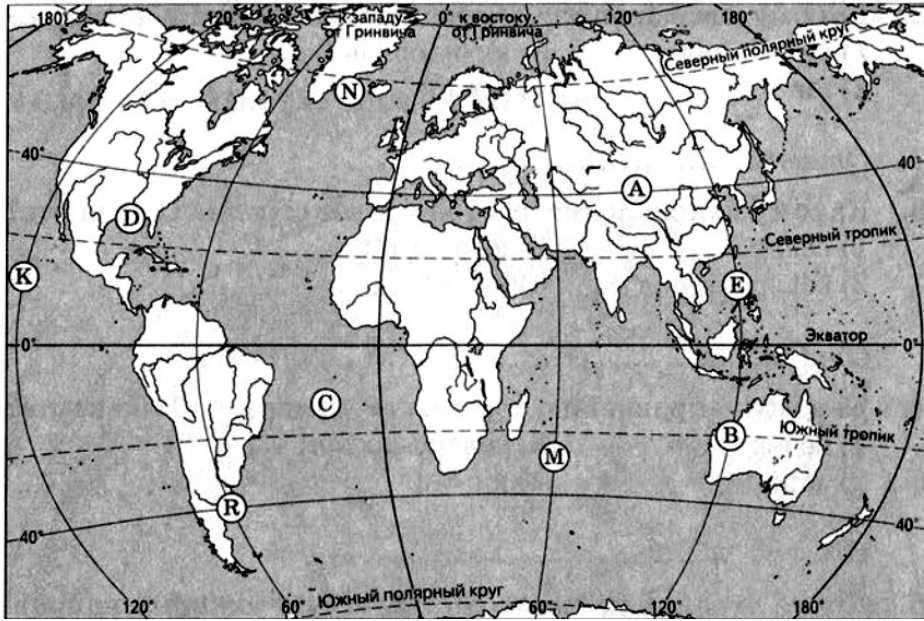 180° 120° к западу от Гринвича 0° к востоку от Гринвича 120° 180°
Северный полярный круг
N
40° A 40°
D
Северный тропик
K E
Экватор
0° 0°
C
B Южный тропик
M
R
40° 40°
Южный полярный круг
120° 60° 60° 120° 180°